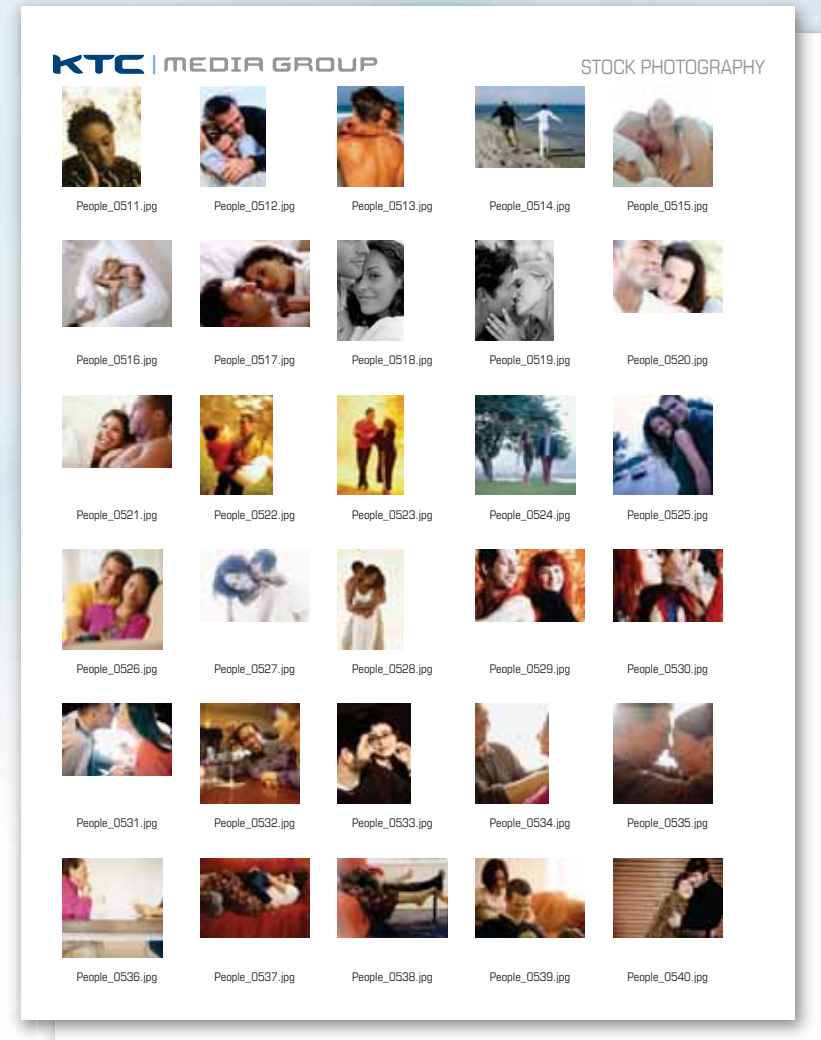 KTC | MEDIA GROUP
STOCK PHOTOGRAPHY
People_0511.jpg People_0512.jpg People_0513.jpg People_0514.jpg People_0515.jpg
People_0516.jpg People_0517.jpg People_0518.jpg People_0519.jpg People_0520.jpg
People_0521.jpg People_0522.jpg People_0523.jpg People_0524.jpg People_0525.jpg
People_0526.jpg People_0527.jpg People_0528.jpg People_0529.jpg People_0530.jpg
People_0531.jpg People_0532.jpg People_0533.jpg People_0534.jpg People_0535.jpg
People_0536.jpg People_0537.jpg People_0538.jpg People_0539.jpg People_0540.jpg